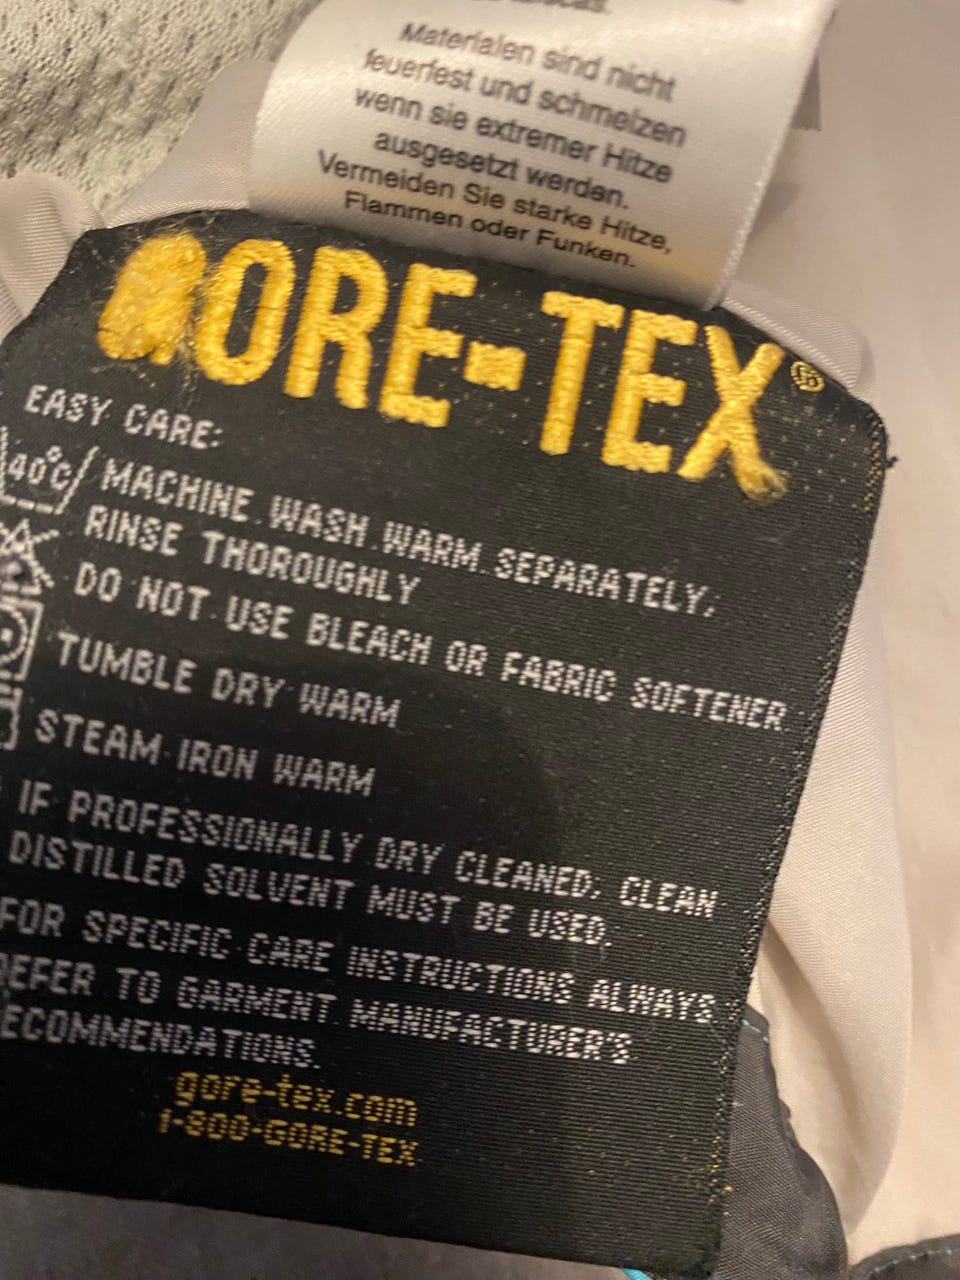 Materialen sind nicht
feuerfest und schmelzen
wenn sie extremer Hitze
ausgesetzt werden.
Vermeiden Sie starke Hitze,
Flammen oder Funken.
GORE-TEX®
EASY CARE:
40°C
MACHINE WASH WARM SEPARATELY;
RINSE THOROUGHLY
DO NOT USE BLEACH OR FABRIC SOFTENER
TUMBLE DRY WARM
STEAM IRON WARM
IF PROFESSIONALLY DRY CLEANED, CLEAN
DISTILLED SOLVENT MUST BE USED.
FOR SPECIFIC CARE INSTRUCTIONS ALWAYS
REFER TO GARMENT MANUFACTURER'S
RECOMMENDATIONS.
gore-tex.com
1-800-GORE-TEX